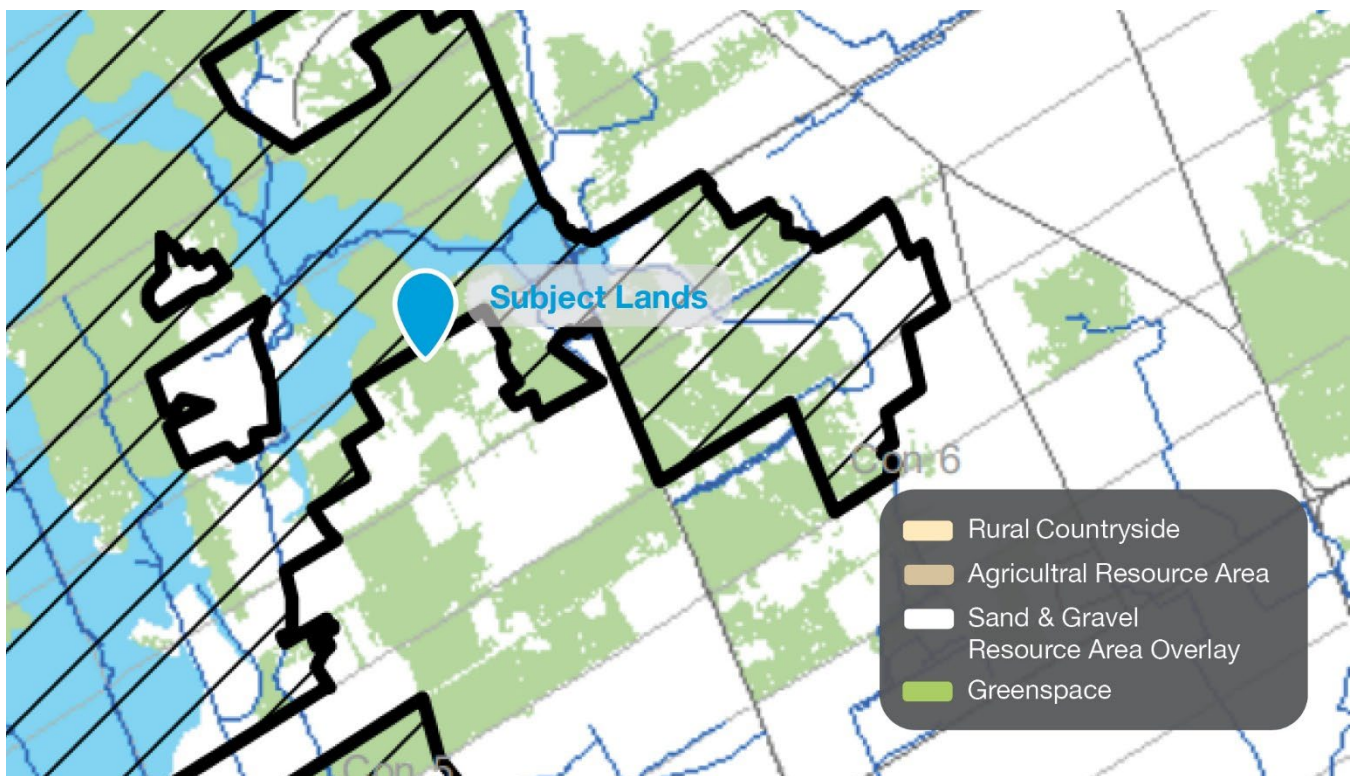 Subject Lands
Con 6
Rural Countryside
Agricultral Resource Area
Sand & Gravel
Resource Area Overlay
Greenspace
Con 5